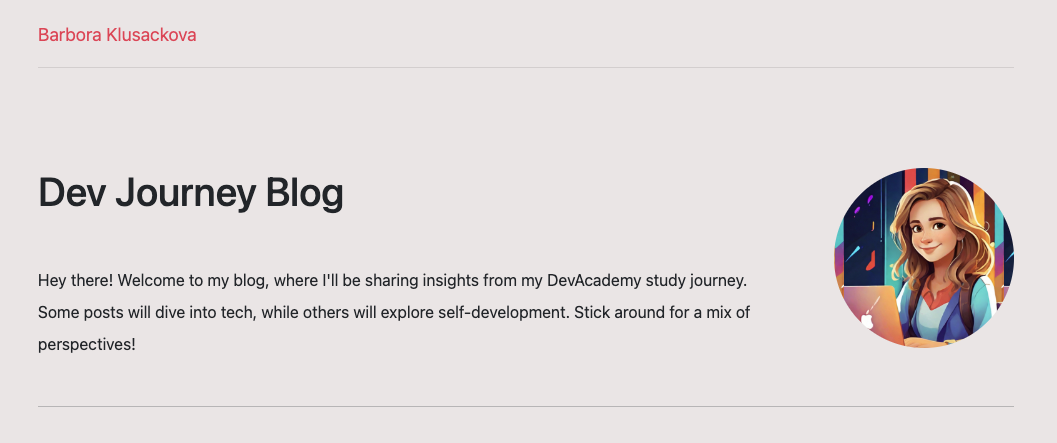 Barbora Klusackova
Dev Journey Blog
Hey there! Welcome to my blog, where I'll be sharing insights from my DevAcademy study journey.
Some posts will dive into tech, while others will explore self-development. Stick around for a mix of
perspectives!